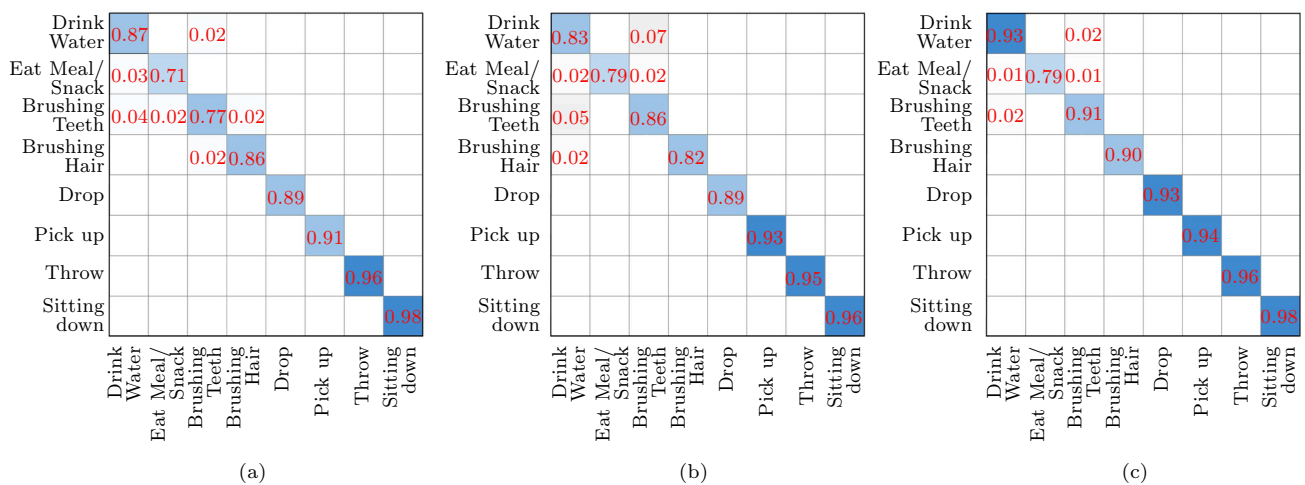 Drink
Water
0.87 0.02
Eat Meal/
Snack
0.03 0.71
Brushing
Teeth
0.04 0.02 0.77 0.02
Brushing
Hair
0.02 0.86
Drop
0.89
Pick up
0.91
Throw
0.96
Sitting
down
0.98
Drink
Water
Eat Meal/
Snack
Brushing
Teeth
Brushing
Hair
Drop
Pick up
Throw
Sitting
down
(a)
Drink
Water
0.83 0.07
Eat Meal/
Snack
0.02 0.79 0.02
Brushing
Teeth
0.05 0.86
Brushing
Hair
0.02 0.82
Drop
0.89
Pick up
0.93
Throw
0.95
Sitting
down
0.96
Drink
Water
Eat Meal/
Snack
Brushing
Teeth
Brushing
Hair
Drop
Pick up
Throw
Sitting
down
(b)
Drink
Water
0.93 0.02
Eat Meal/
Snack
0.01 0.79 0.01
Brushing
Teeth
0.02 0.91
Brushing
Hair
0.90
Drop
0.93
Pick up
0.94
Throw
0.96
Sitting
down
0.98
Drink
Water
Eat Meal/
Snack
Brushing
Teeth
Brushing
Hair
Drop
Pick up
Throw
Sitting
down
(c)